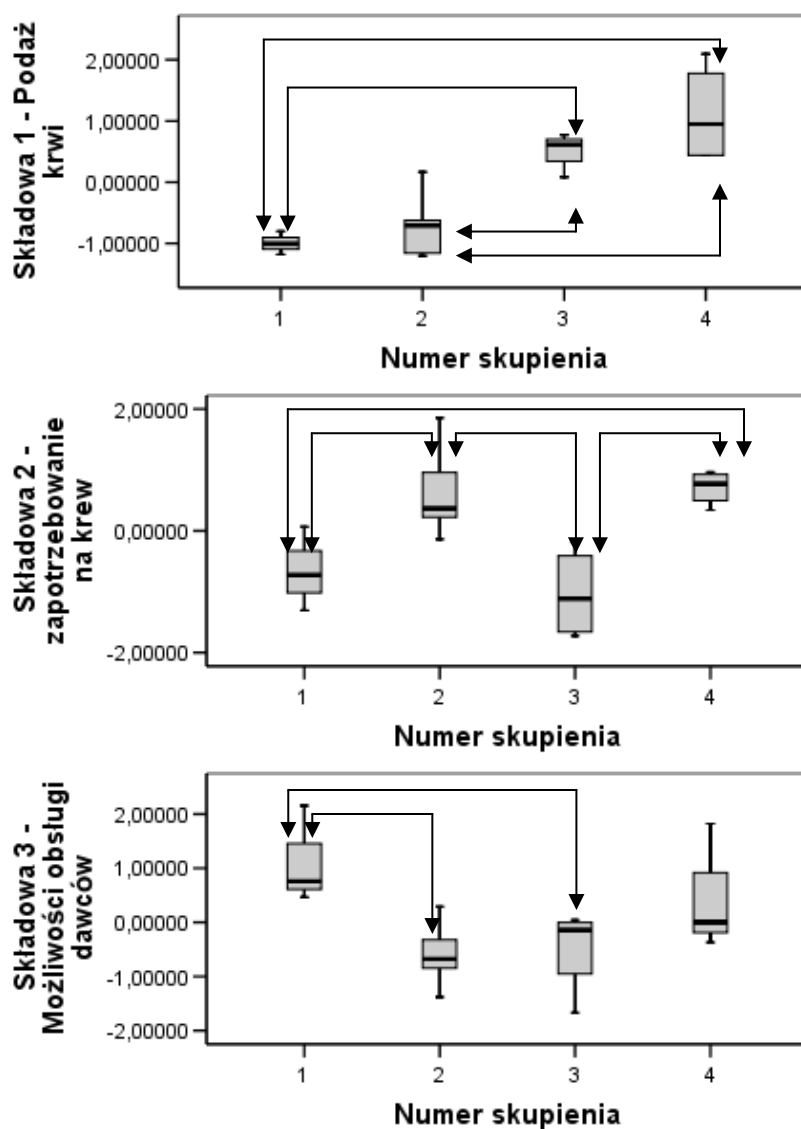 Składowa 1 - Podaż
krwi
2,00000
1,00000
0,00000
-1,00000
1
2
3
4
Numer skupienia
Składowa 2 -
zapotrzebowanie
na krew
2,00000
0,00000
-2,00000
1
2
3
4
Numer skupienia
Składowa 3 -
Możliwości obsługi
dawców
2,00000
1,00000
0,00000
-1,00000
-2,00000
1
2
3
4
Numer skupienia